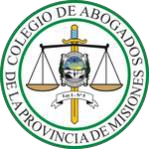 COLEGIO DE ABOGADOS
DE LA PROVINCIA DE MISIONES